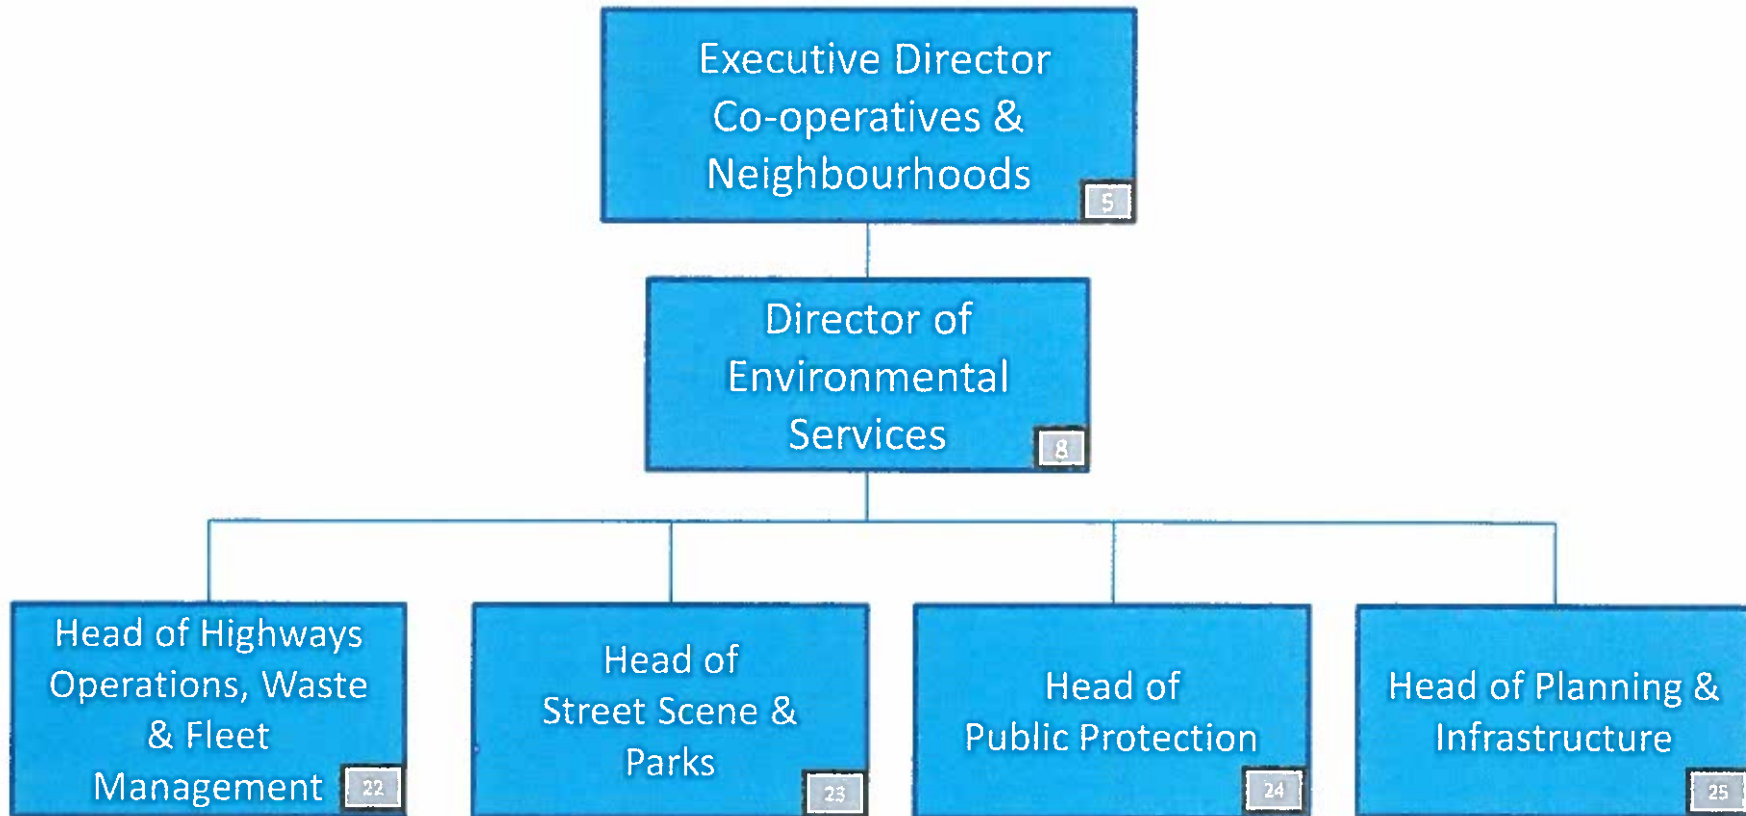 Executive Director
Co-operatives &
Neighbourhoods
5
Director of
Environmental
Services
8
Head of Highways
Operations, Waste
& Fleet
Management
22
Head of
Street Scene &
Parks
23
Head of
Public Protection
24
Head of Planning &
Infrastructure
25